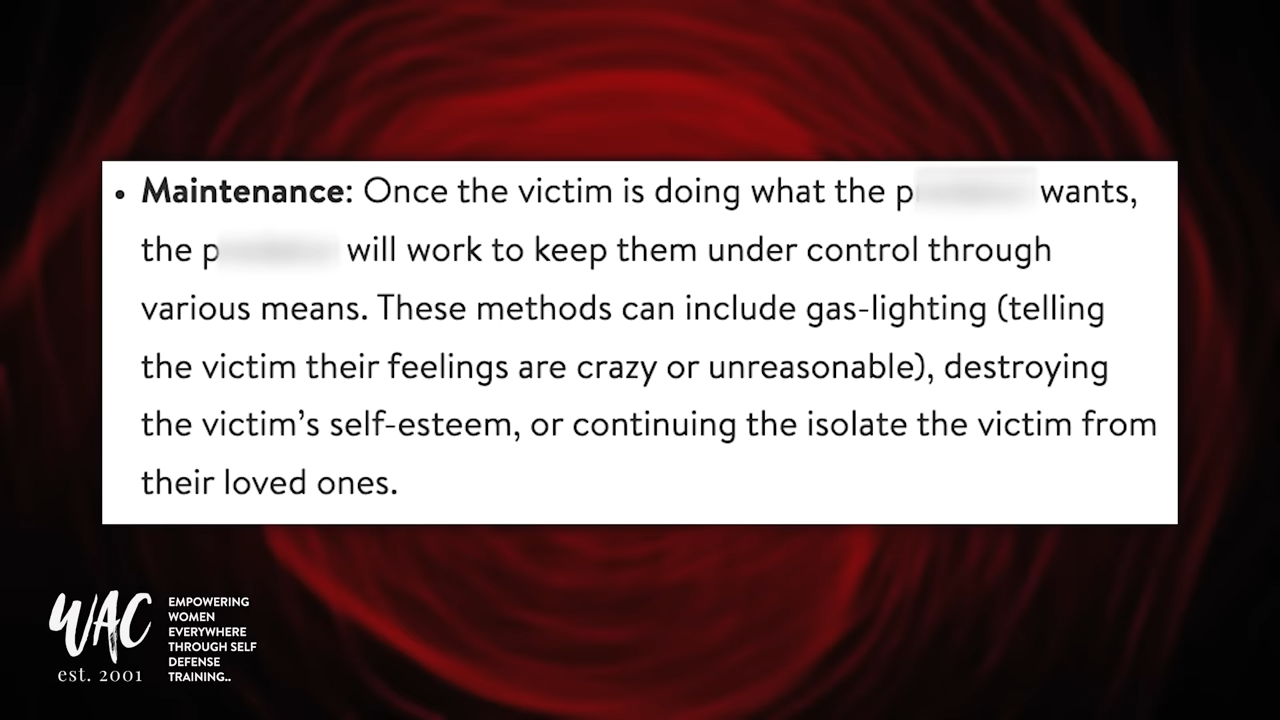 • Maintenance: Once the victim is doing what the p wants,
the p will work to keep them under control through
various means. These methods can include gas-lighting (telling
the victim their feelings are crazy or unreasonable), destroying
the victim's self-esteem, or continuing the isolate the victim from
their loved ones.
WAC
est. 2001
EMPOWERING
WOMEN
EVERYWHERE
THROUGH SELF
DEFENSE
TRAINING..